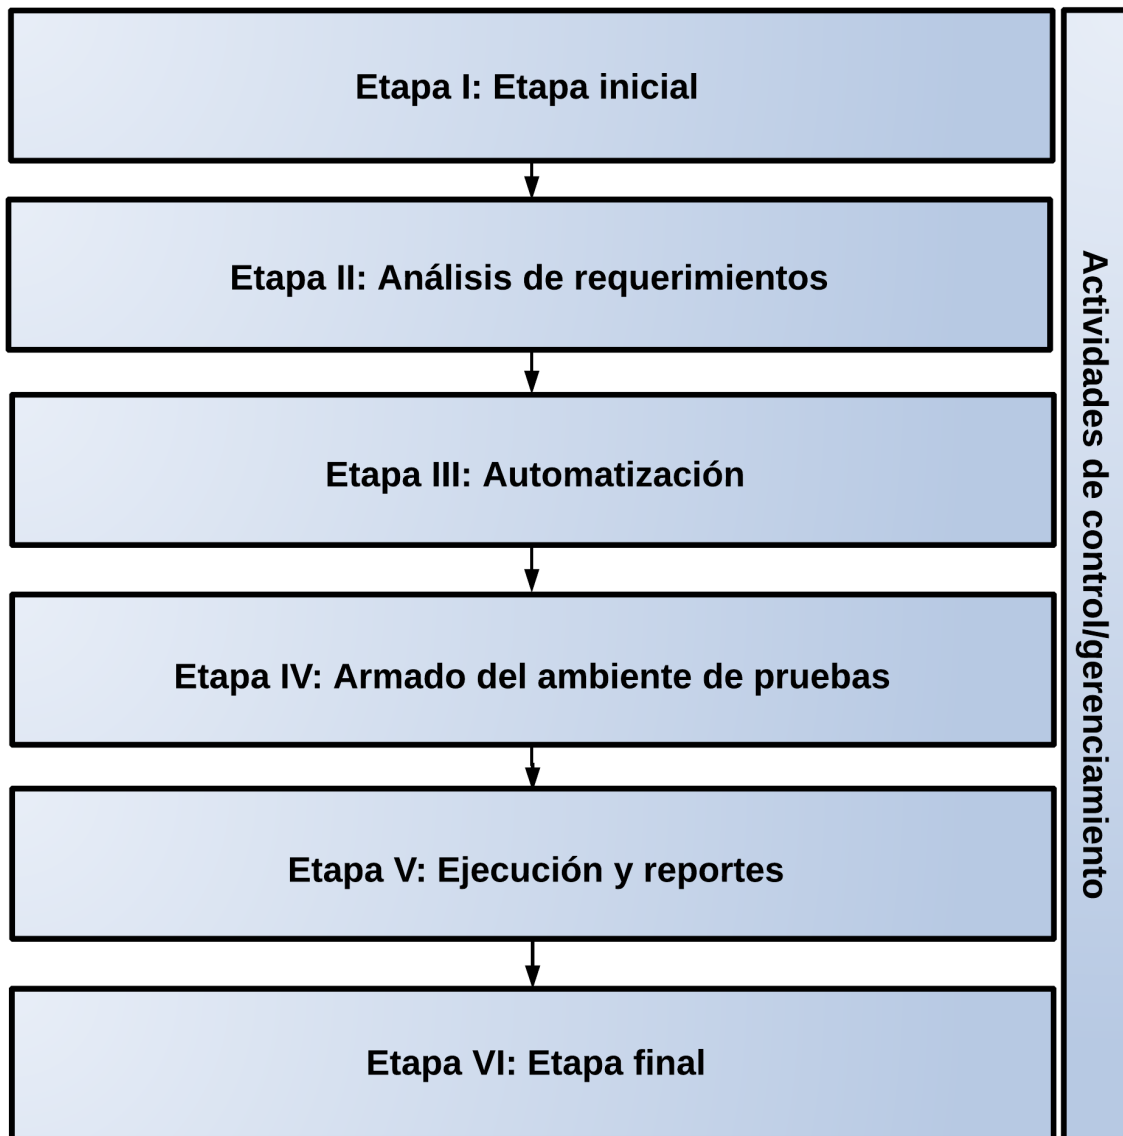 Etapa I: Etapa inicial
Etapa II: Análisis de requerimientos
Etapa III: Automatización
Etapa IV: Armado del ambiente de pruebas
Etapa V: Ejecución y reportes
Etapa VI: Etapa final
Actividades de control/gerenciamiento